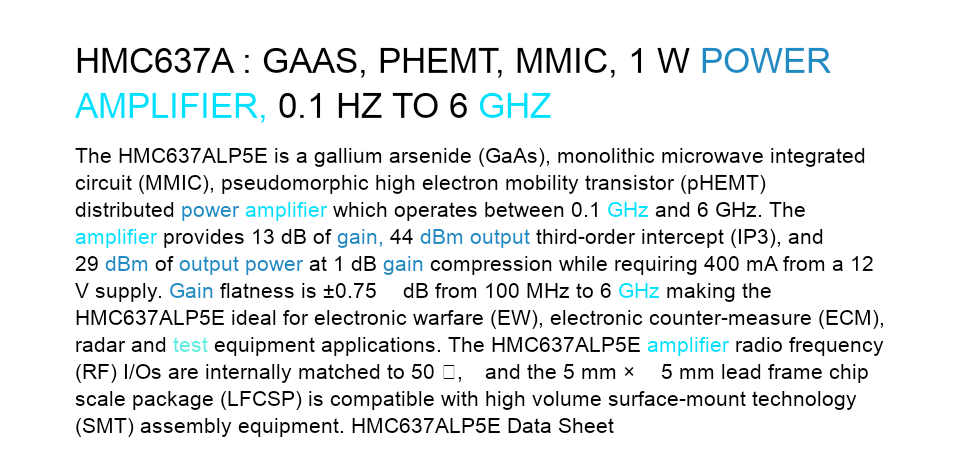 HMC637A : GAAS, PHEMT, MMIC, 1 W POWER
AMPLIFIER, 0.1 HZ TO 6 GHZ
The HMC637ALP5E is a gallium arsenide (GaAs), monolithic microwave integrated
circuit (MMIC), pseudomorphic high electron mobility transistor (pHEMT)
distributed power amplifier which operates between 0.1 GHz and 6 GHz. The
amplifier provides 13 dB of gain, 44 dBm output third-order intercept (IP3), and
29 dBm of output power at 1 dB gain compression while requiring 400 mA from a 12
V supply. Gain flatness is ±0.75 dB from 100 MHz to 6 GHz making the
HMC637ALP5E ideal for electronic warfare (EW), electronic counter-measure (ECM),
radar and test equipment applications. The HMC637ALP5E amplifier radio frequency
(RF) I/Os are internally matched to 50 □, and the 5 mm × 5 mm lead frame chip
scale package (LFCSP) is compatible with high volume surface-mount technology
(SMT) assembly equipment. HMC637ALP5E Data Sheet